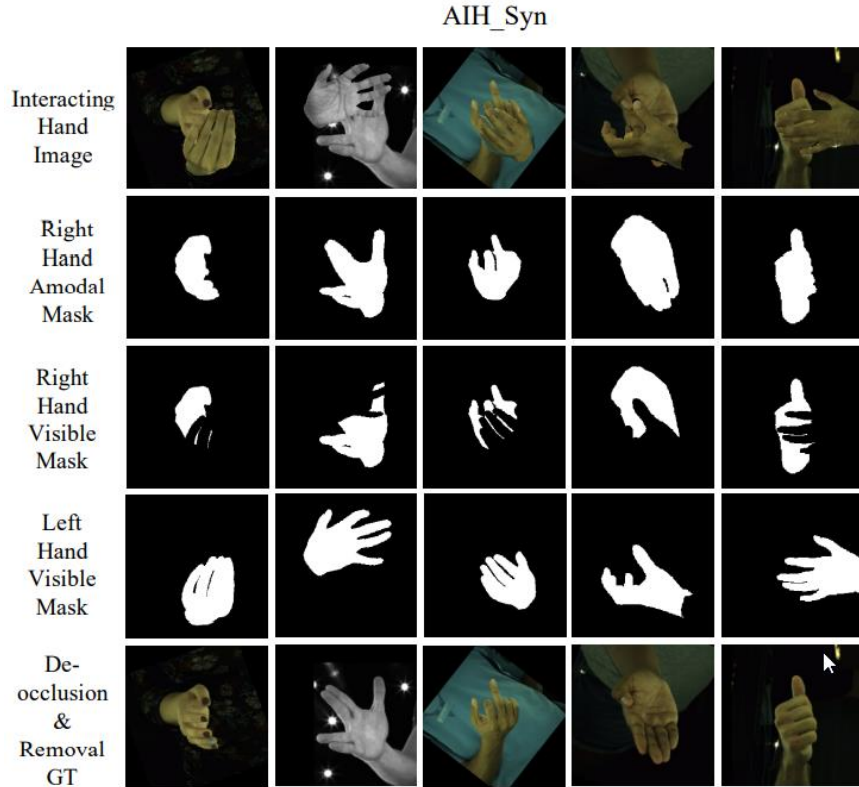 AIH_Syn
Interacting
Hand
Image
Right
Hand
Amodal
Mask
Right
Hand
Visible
Mask
Left
Hand
Visible
Mask
De-
occlusion
&
Removal
GT